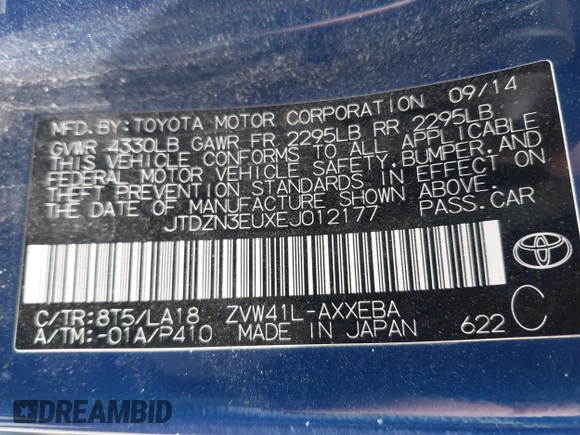 MFD. BY: TOYOTA MOTOR CORPORATION 09/14
GVWR 4330LB GAWR FR 2295LB RR 2295LB
THIS VEHICLE CONFORMS TO ALL APPLICABLE
FEDERAL MOTOR VEHICLE SAFETY, BUMPER, AND
THEFT PREVENTION STANDARDS IN EFFECT ON
THE DATE OF MANUFACTURE SHOWN ABOVE.
JTDZN3EUXEJ012177 PASS. CAR
C/TR: 8T5/LA18 ZVW41L-AXXEBA C
A/TM: -01A/P410 MADE IN JAPAN 622
DREAMBID